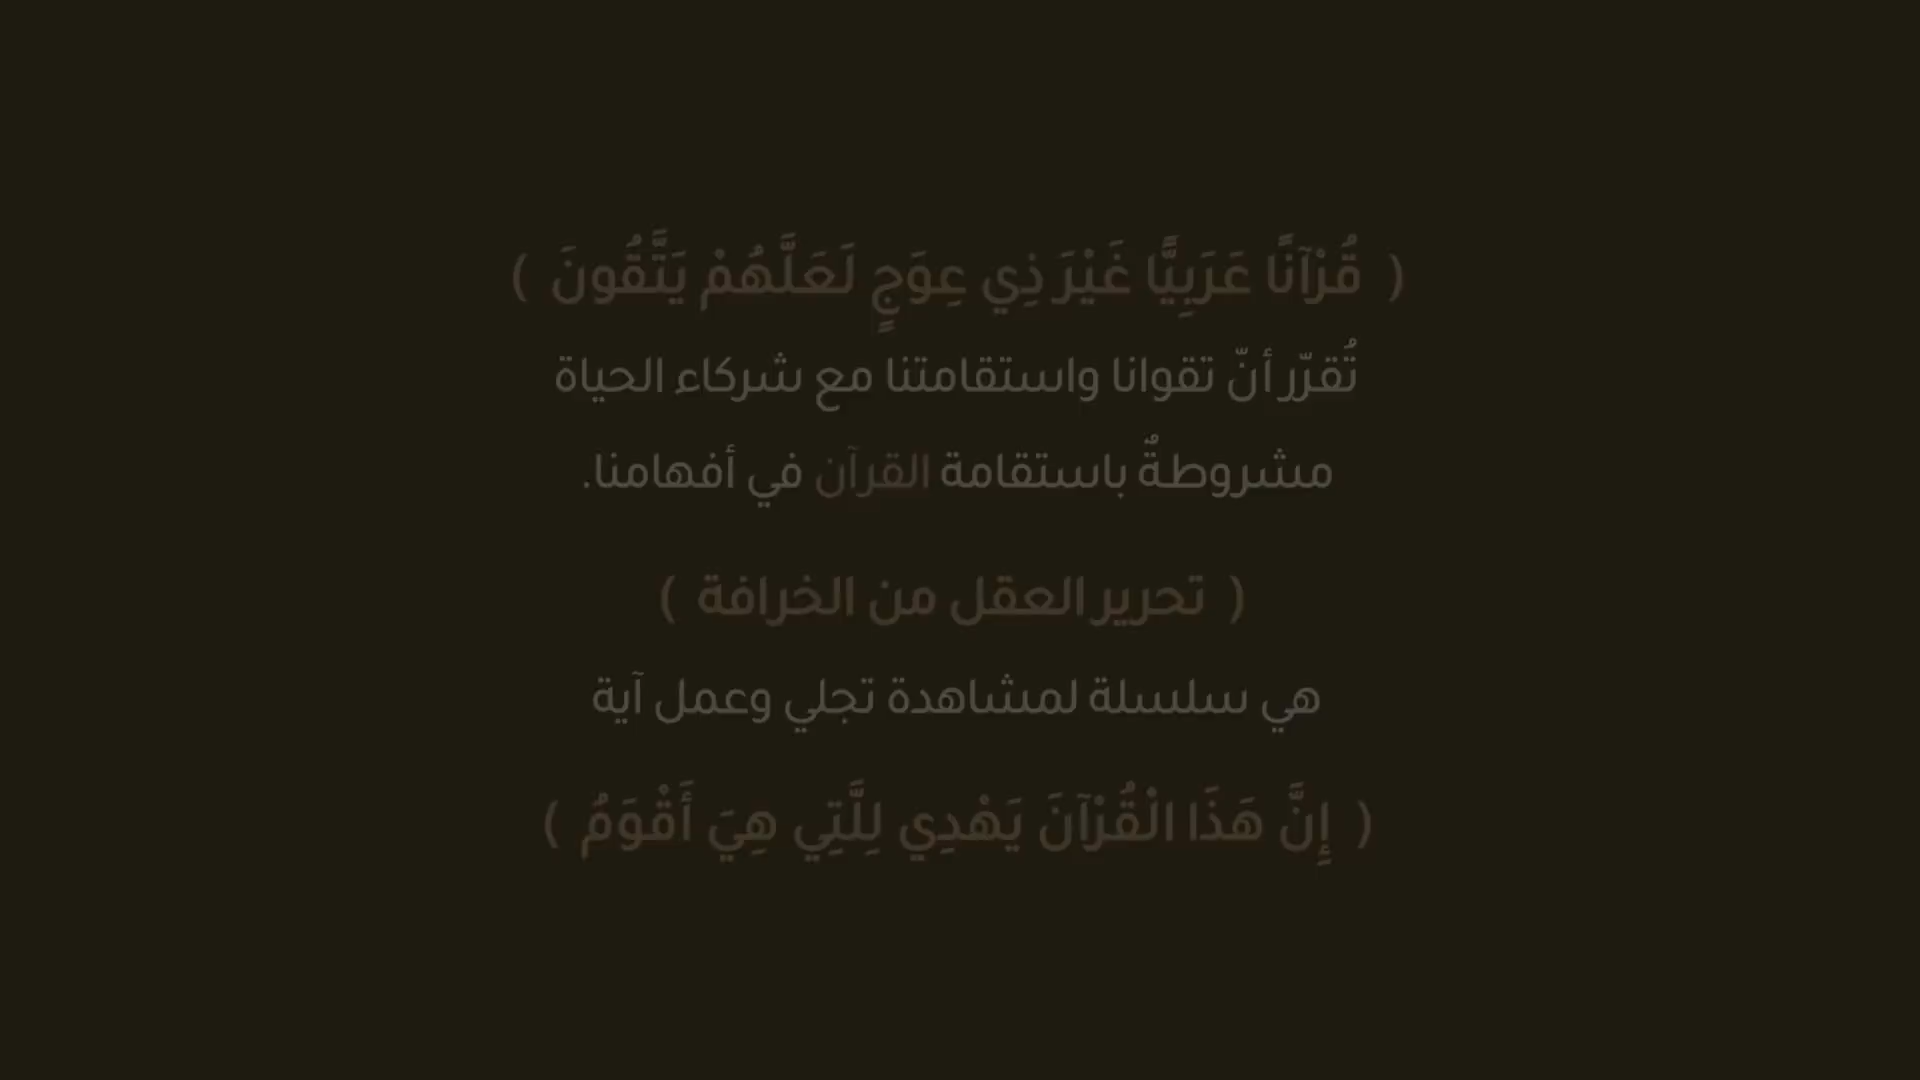 ( قُرْآنًا عَرَبِيًّا غَيْرَ ذِي عِوَجٍ لَعَلَّهُمْ يَتَّقُونَ )
تُقرّر أنّ تقوانا واستقامتنا مع شركاء الحياة
مشروطةٌ باستقامة القرآن في أفهامنا.
( تحرير العقل من الخرافة )
هي سلسلة لمشاهدة تجلي وعمل آية
( إِنَّ هَذَا الْقُرْآنَ يَهْدِي لِلَّتِي هِيَ أَقْوَمُ )